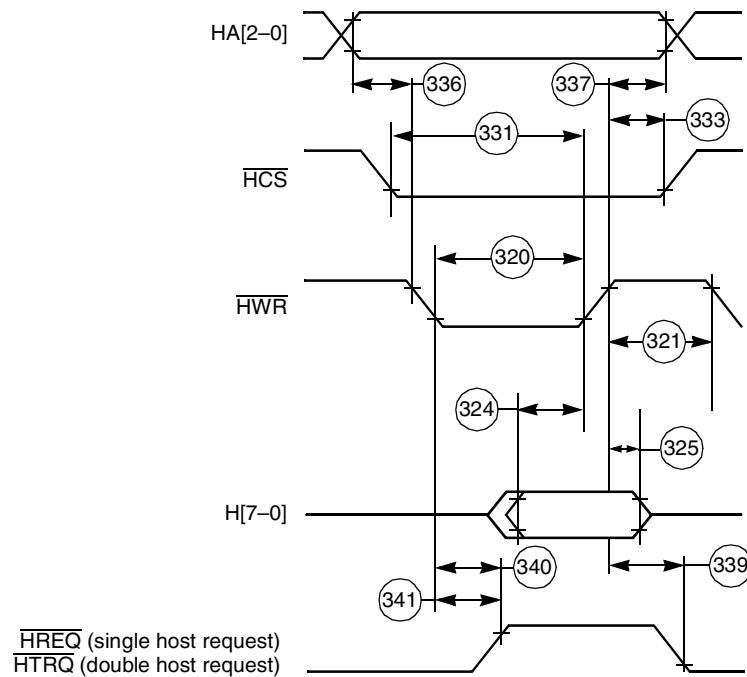 HA[2–0]
336
337
333
331
HCS
320
HWR
321
324
325
H[7–0]
340
339
341
HREQ (single host request)
HTRQ (double host request)